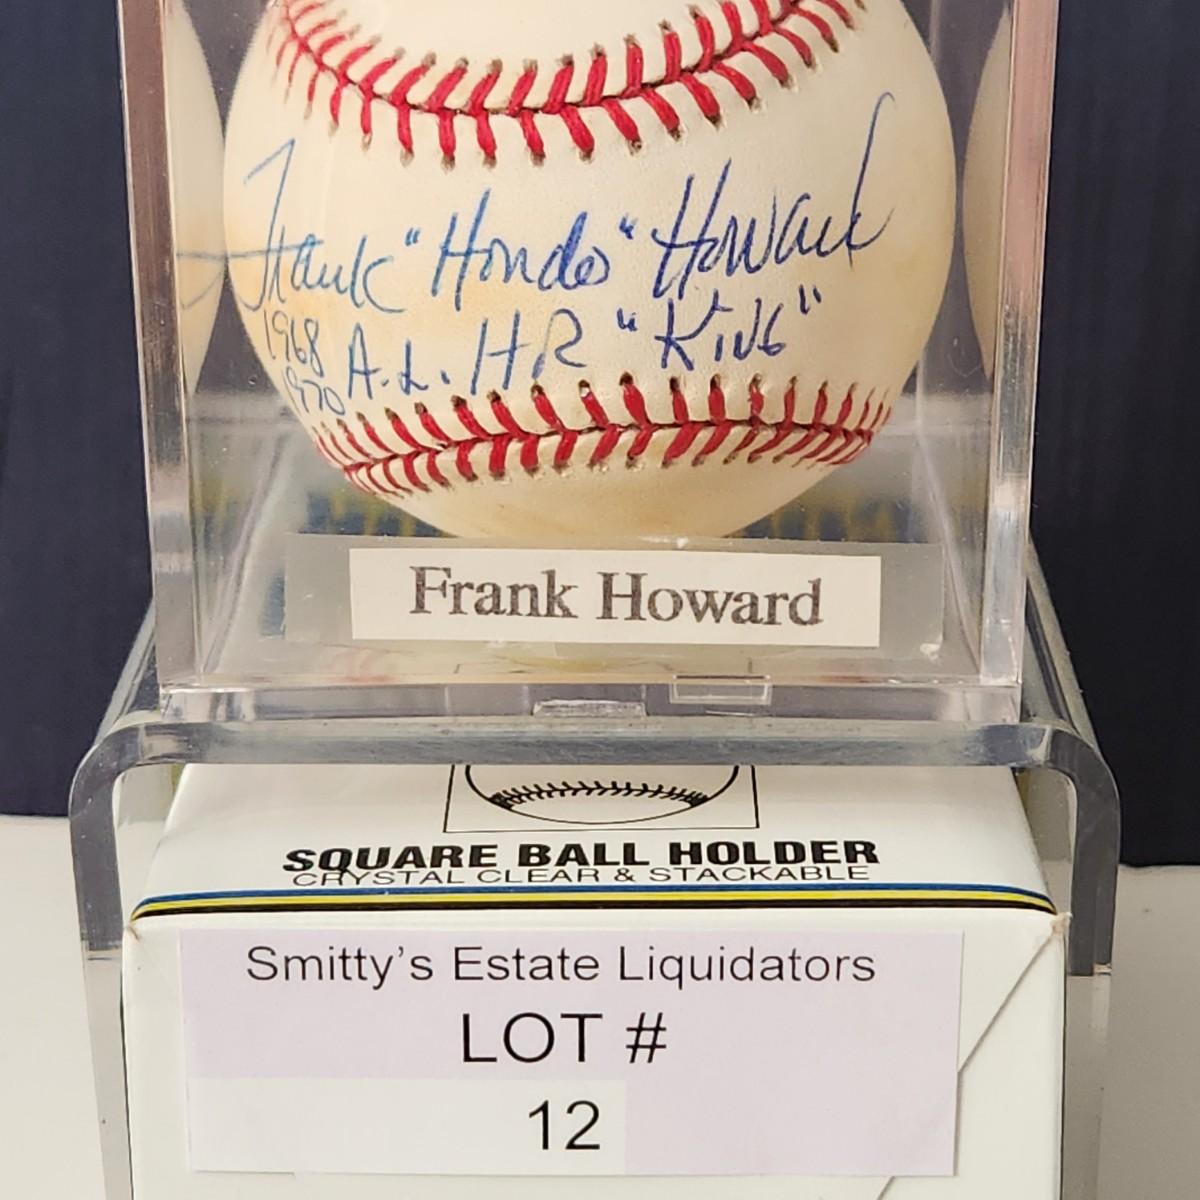 Frank "Hondo" Howard
1968 A.L. HR "KING"
1970
Frank Howard
SQUARE BALL HOLDER
CRYSTAL CLEAR & STACKABLE
Smitty's Estate Liquidators
LOT #
12